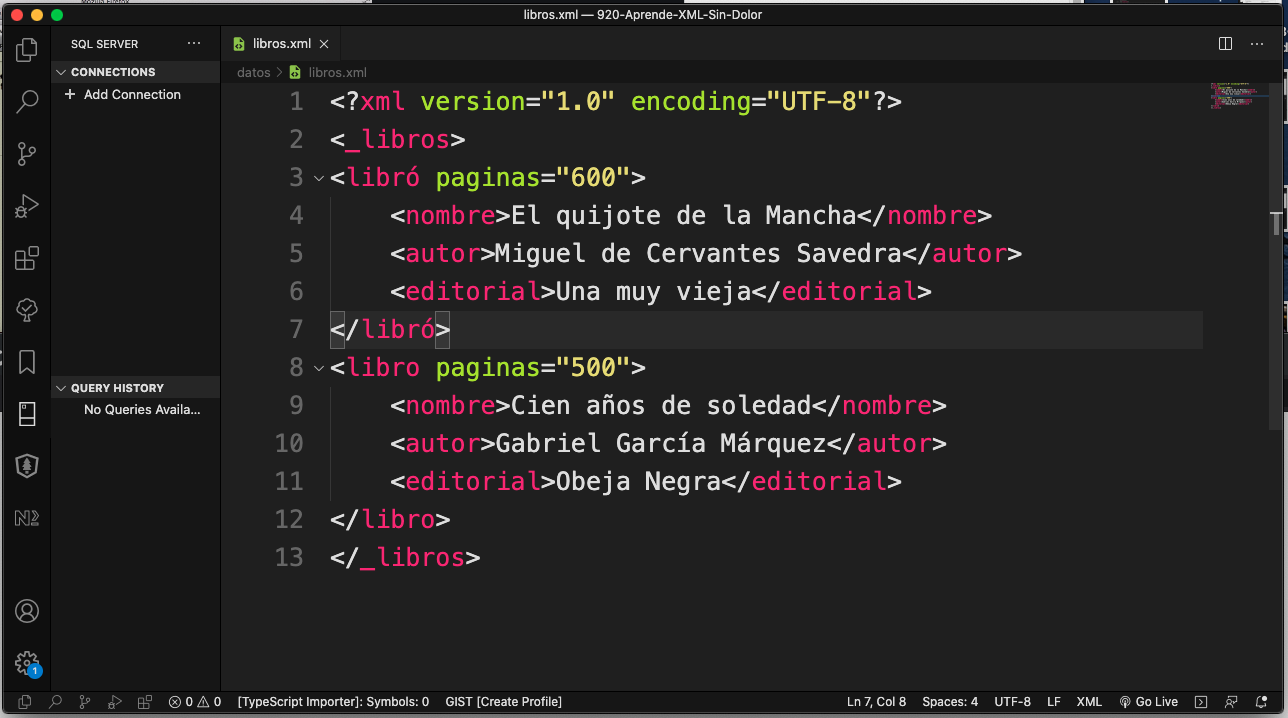 libros.xml — 920-Aprende-XML-Sin-Dolor
SQL SERVER
CONNECTIONS
Add Connection
QUERY HISTORY
No Queries Availa...
libros.xml
datos > libros.xml
1 <?xml version="1.0" encoding="UTF-8"?>
2 <_libros>
3 <libró paginas="600">
4 <nombre>El quijote de la Mancha</nombre>
5 <autor>Miguel de Cervantes Savedra</autor>
6 <editorial>Una muy vieja</editorial>
7 </libró>
8 <libro paginas="500">
9 <nombre>Cien años de soledad</nombre>
10 <autor>Gabriel García Márquez</autor>
11 <editorial>Obeja Negra</editorial>
12 </libro>
13 </_libros>
1
0 0 [TypeScript Importer]: Symbols: 0 GIST [Create Profile] Ln 7, Col 8 Spaces: 4 UTF-8 LF XML Go Live